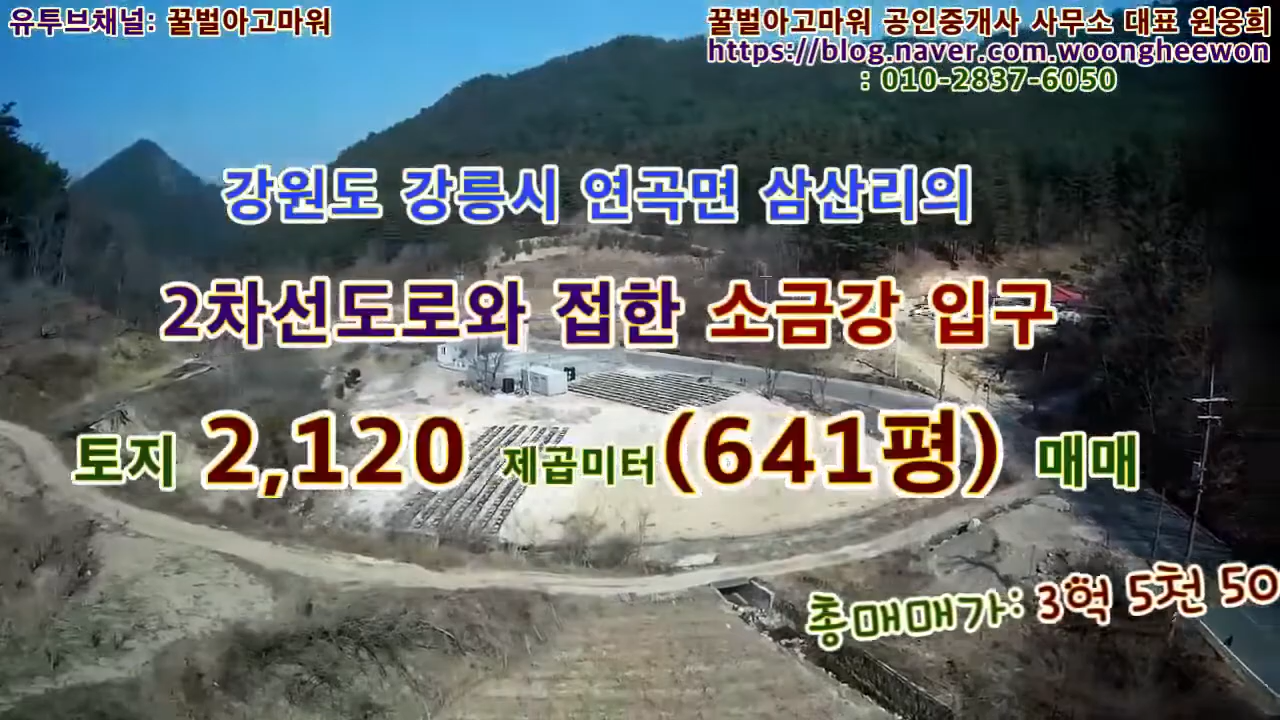 유투브채널: 꿀벌아고마워
꿀벌아고마워 공인중개사 사무소 대표 원웅희
https://blog.naver.com.woongheewon
: 010-2837-6050
강원도 강릉시 연곡면 삼산리의
2차선도로와 접한 소금강 입구
토지 2,120 제곱미터(641평) 매매
총매매가: 3억 5천 50